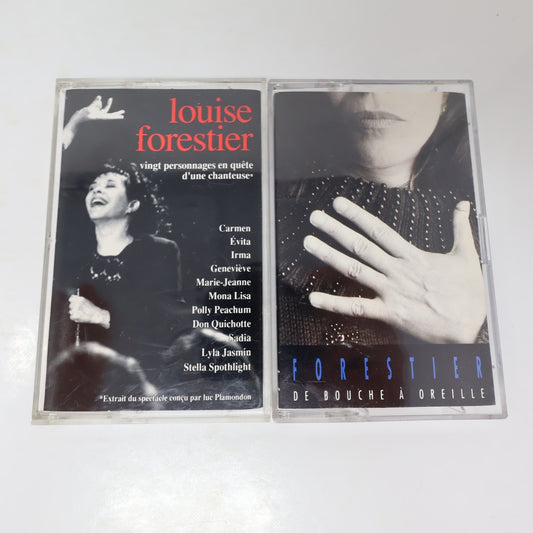 louise
forestier
vingt personnages en quête
d'une chanteuse*
Carmen
Évita
Irma
Geneviève
Marie-Jeanne
Mona Lisa
Polly Peachum
Don Quichotte
Sadia
Lyla Jasmin
Stella Spothlight
*Extrait du spectacle conçu par luc Plamondon
FORESTIER
DE BOUCHE À OREILLE